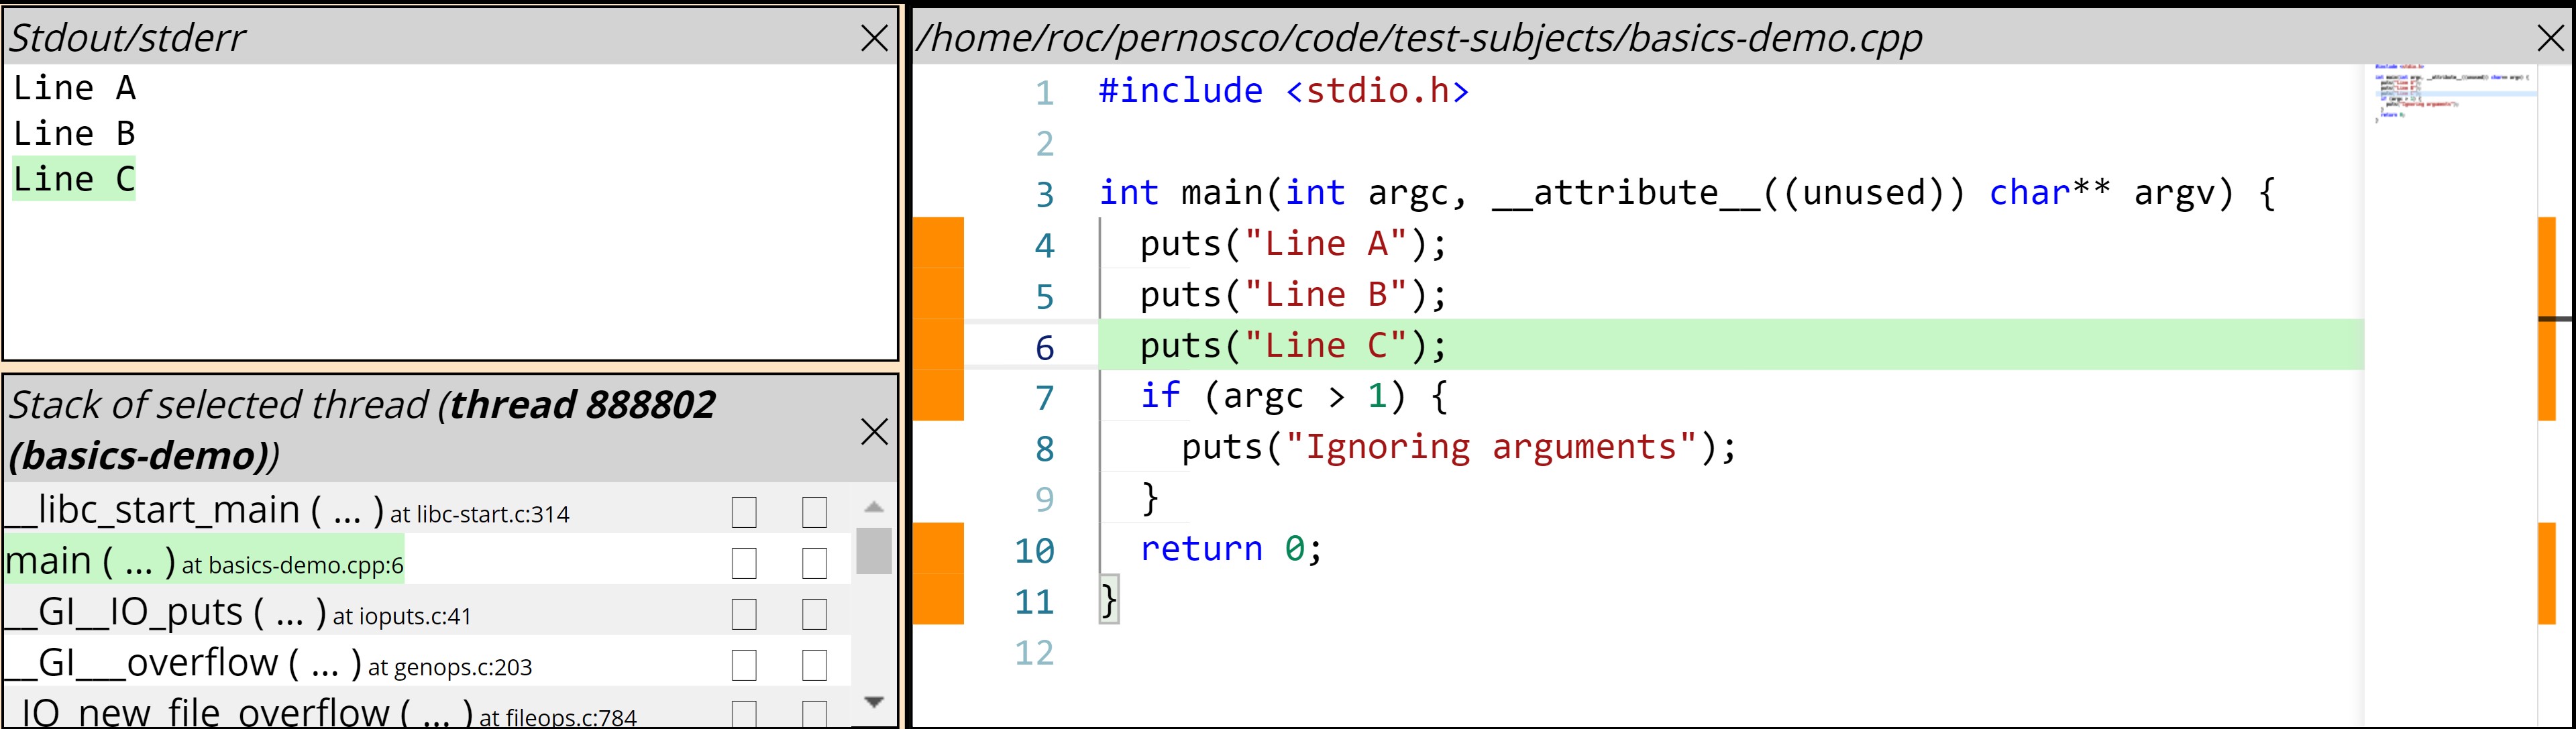 Stdout/stderr
Line A
Line B
Line C
Stack of selected thread (thread 888802
(basics-demo))
__libc_start_main ( ... ) at libc-start.c:314
main ( ... ) at basics-demo.cpp:6
__GI__IO_puts ( ... ) at ioputs.c:41
__GI___overflow ( ... ) at genops.c:203
_IO_new_file_overflow ( ... ) at fileops.c:784
/home/roc/pernosco/code/test-subjects/basics-demo.cpp
1 #include <stdio.h>
2
3 int main(int argc, __attribute__((unused)) char** argv) {
4 puts("Line A");
5 puts("Line B");
6 puts("Line C");
7 if (argc > 1) {
8 puts("Ignoring arguments");
9 }
10 return 0;
11 }
12